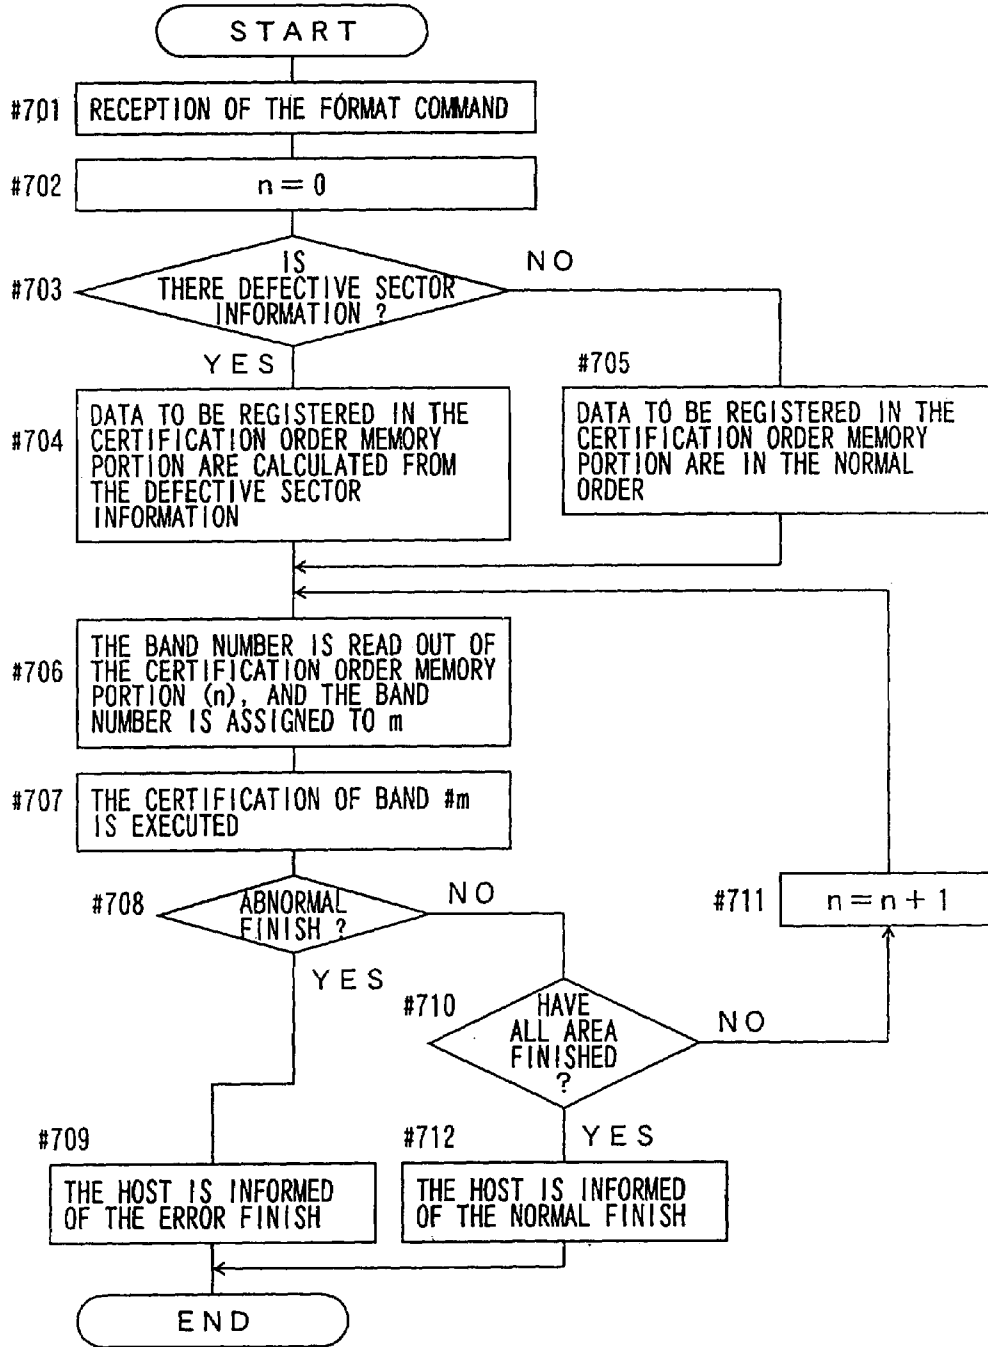 START
#701
RECEPTION OF THE FORMAT COMMAND
#702
n = 0
#703
IS
THERE DEFECTIVE SECTOR
INFORMATION ?
NO
YES
#704
DATA TO BE REGISTERED IN THE
CERTIFICATION ORDER MEMORY
PORTION ARE CALCULATED FROM
THE DEFECTIVE SECTOR
INFORMATION
#705
DATA TO BE REGISTERED IN THE
CERTIFICATION ORDER MEMORY
PORTION ARE IN THE NORMAL
ORDER
#706
THE BAND NUMBER IS READ OUT OF
THE CERTIFICATION ORDER MEMORY
PORTION (n), AND THE BAND
NUMBER IS ASSIGNED TO m
#707
THE CERTIFICATION OF BAND #m
IS EXECUTED
#708
ABNORMAL
FINISH ?
NO
YES
#711
n = n + 1
#710
HAVE
ALL AREA
FINISHED
?
NO
YES
#709
THE HOST IS INFORMED
OF THE ERROR FINISH
#712
THE HOST IS INFORMED
OF THE NORMAL FINISH
END